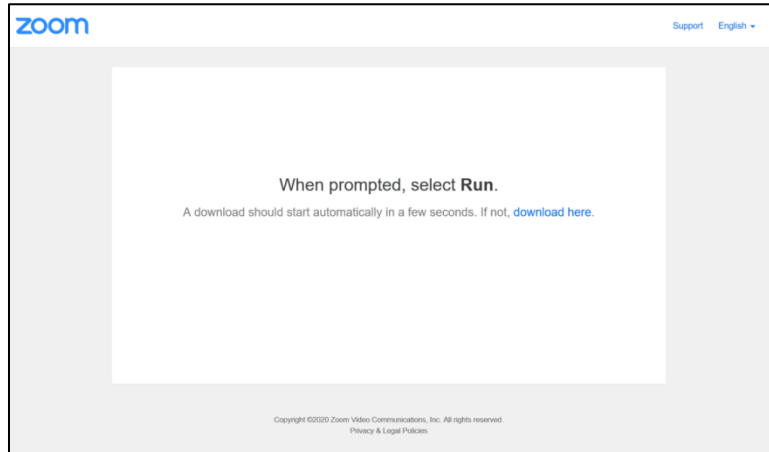 zoom
Support English
When prompted, select Run.
A download should start automatically in a few seconds. If not, download here.
Copyright ©2020 Zoom Video Communications, Inc. All rights reserved.
Privacy & Legal Policies